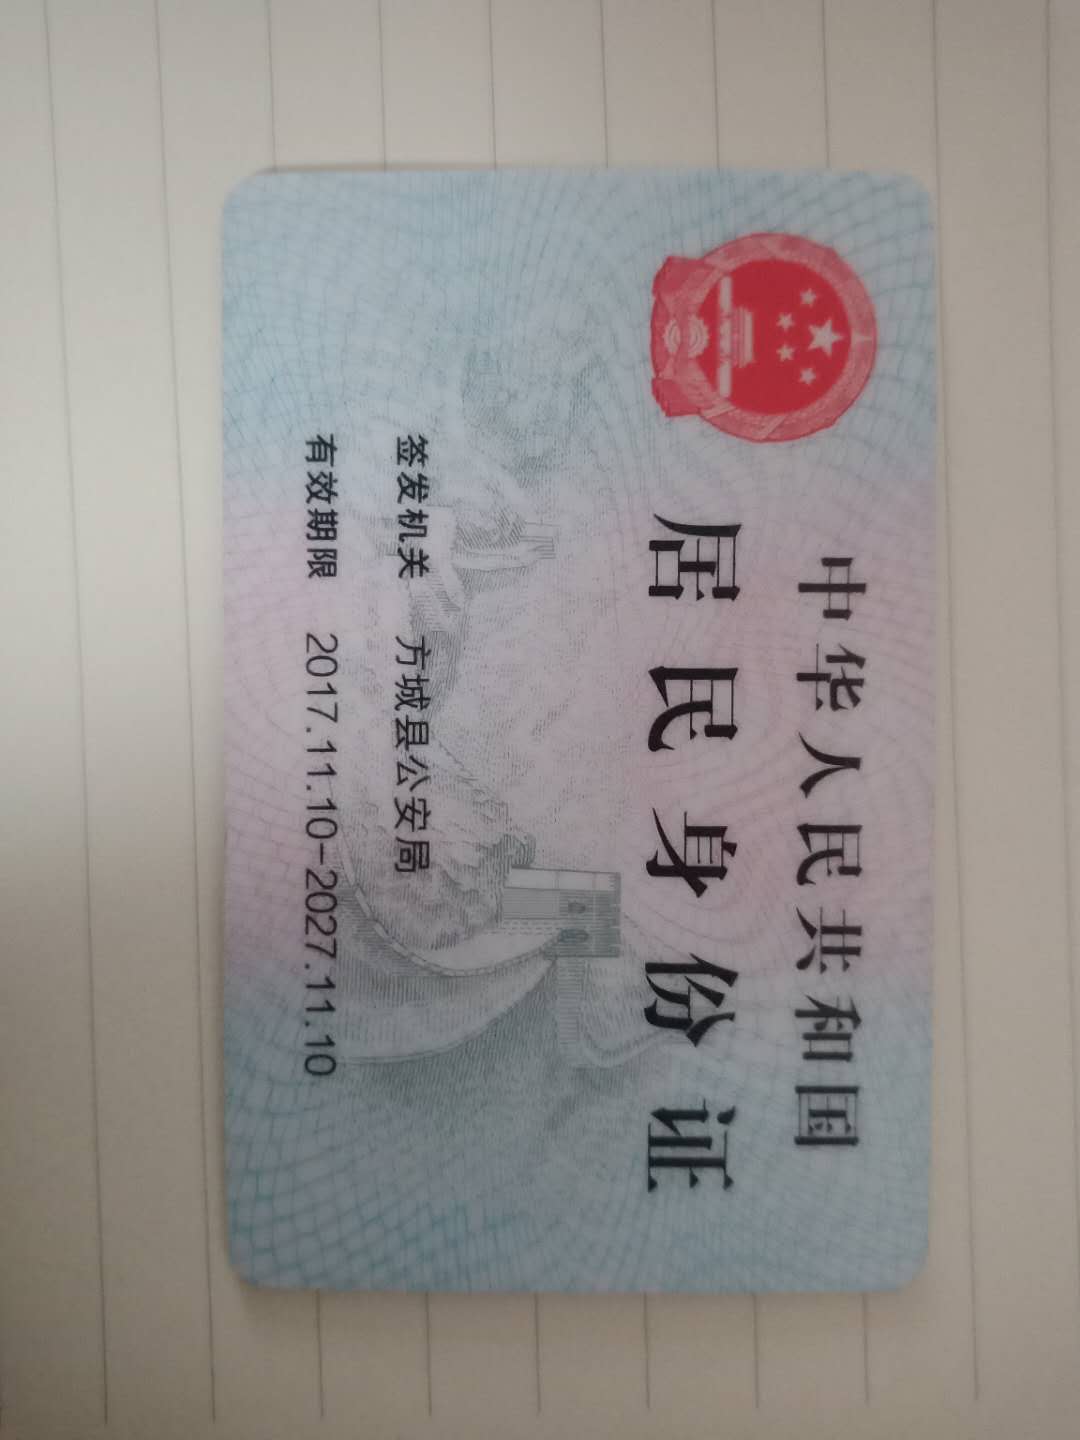 中华人民共和国
居民身份证
签发机关 方城县公安局
有效期限 2017.11.10-2027.11.10